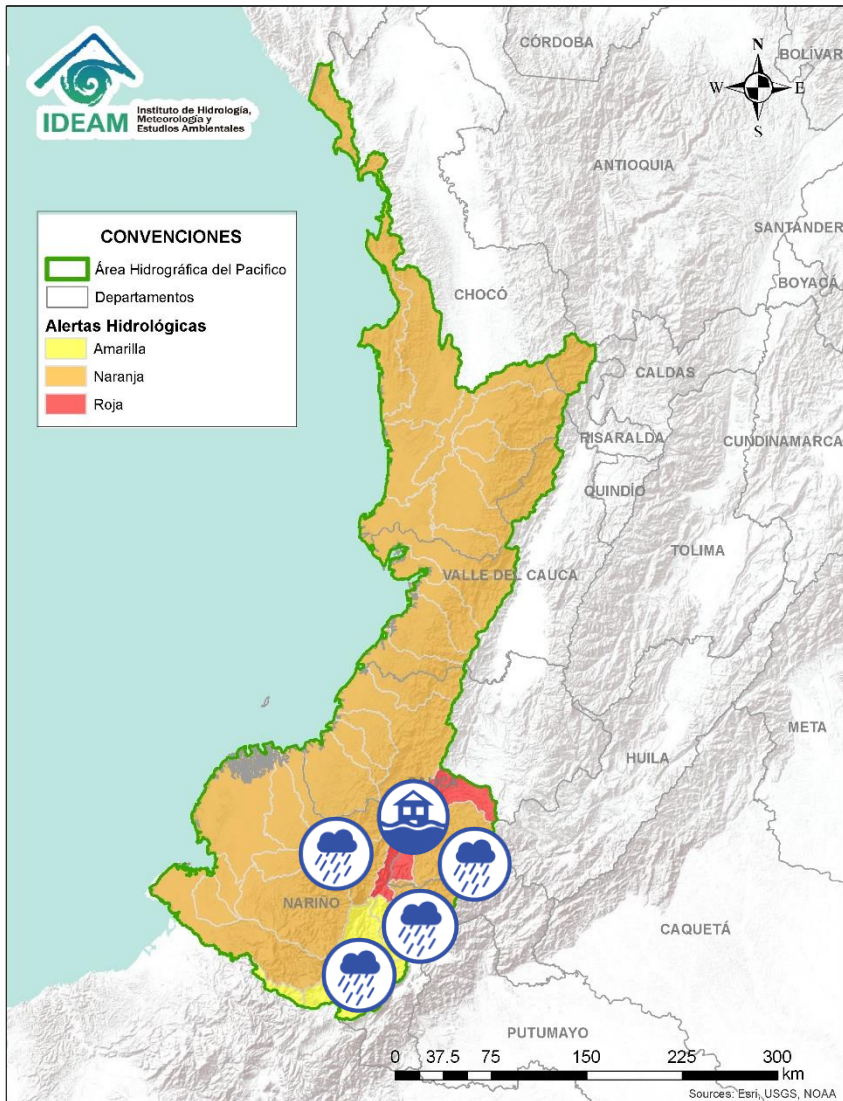 IDEAM
Instituto de Hidrología,
Meteorología y
Estudios Ambientales
N
W
E
S
CÓRDOBA
BOLÍVAR
ANTIOQUIA
SANTANDER
BOYACÁ
CONVENCIONES
Área Hidrográfica del Pacifico
Departamentos
Alertas Hidrológicas
Amarilla
Naranja
Roja
CHOCÓ
CALDAS
RISARALDA
CUNDINAMARCA
QUINDÍO
TOLIMA
VALLE DEL CAUCA
META
HUILA
NARIÑO
CAQUETÁ
PUTUMAYO
0 37.5 75 150 225 300
km
Sources: Esri, USGS, NOAA